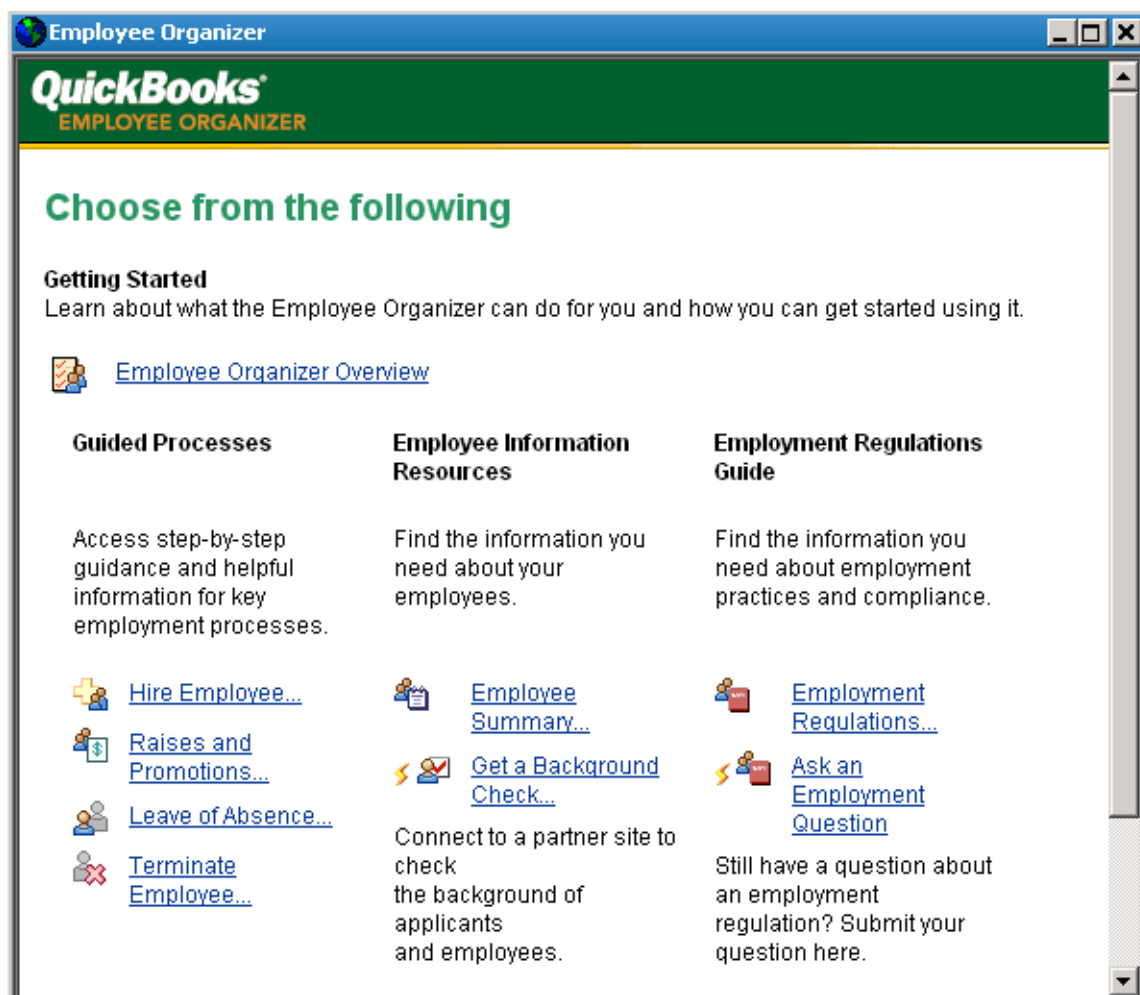 Employee Organizer
QuickBooks
EMPLOYEE ORGANIZER
Choose from the following
Getting Started
Learn about what the Employee Organizer can do for you and how you can get started using it.
Employee Organizer Overview
Guided Processes
Access step-by-step
guidance and helpful
information for key
employment processes.
Hire Employee...
Raises and
Promotions...
Leave of Absence...
Terminate
Employee...
Employee Information
Resources
Find the information you
need about your
employees.
Employee
Summary...
Get a Background
Check...
Connect to a partner site to
check
the background of
applicants
and employees.
Employment Regulations
Guide
Find the information you
need about employment
practices and compliance.
Employment
Regulations...
Ask an
Employment
Question
Still have a question about
an employment
regulation? Submit your
question here.